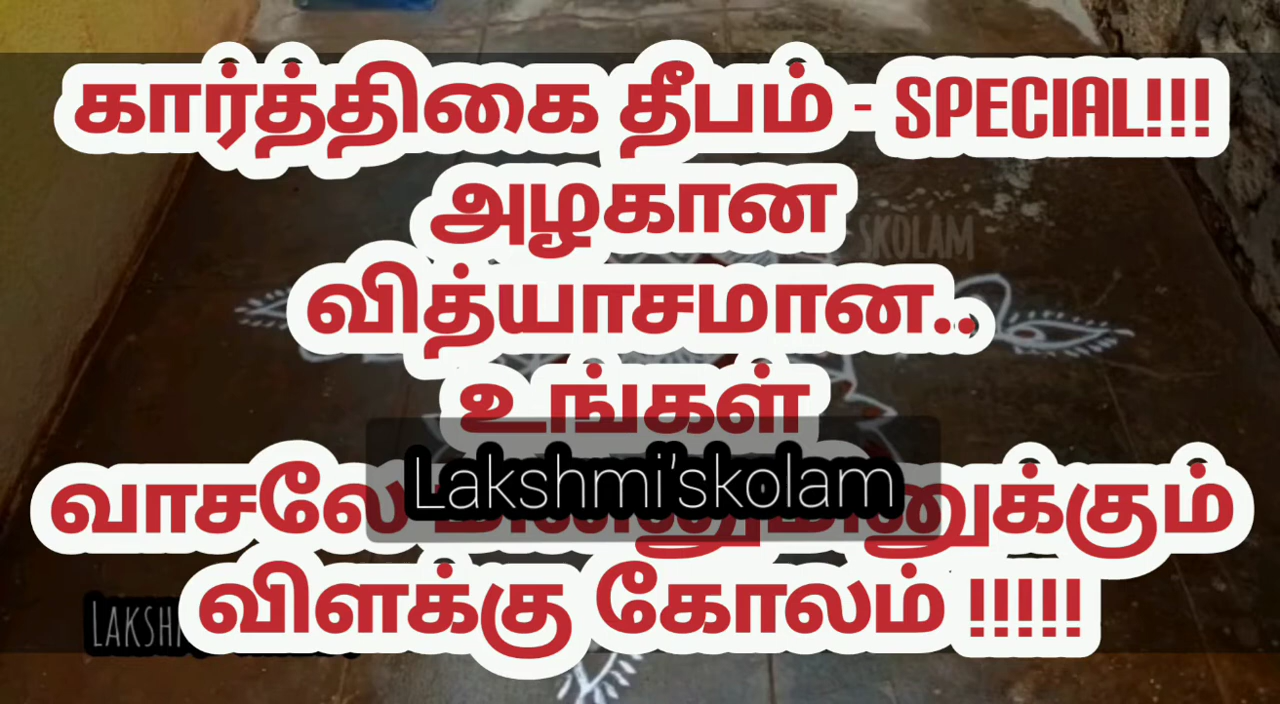 கார்த்திகை தீபம் - SPECIAL!!!
அழகான
SKOLAM
வித்யாசமான..
உங்கள்
Lakshmi'skolam
வாசலே
விளக்கு கோலம் !!!!!